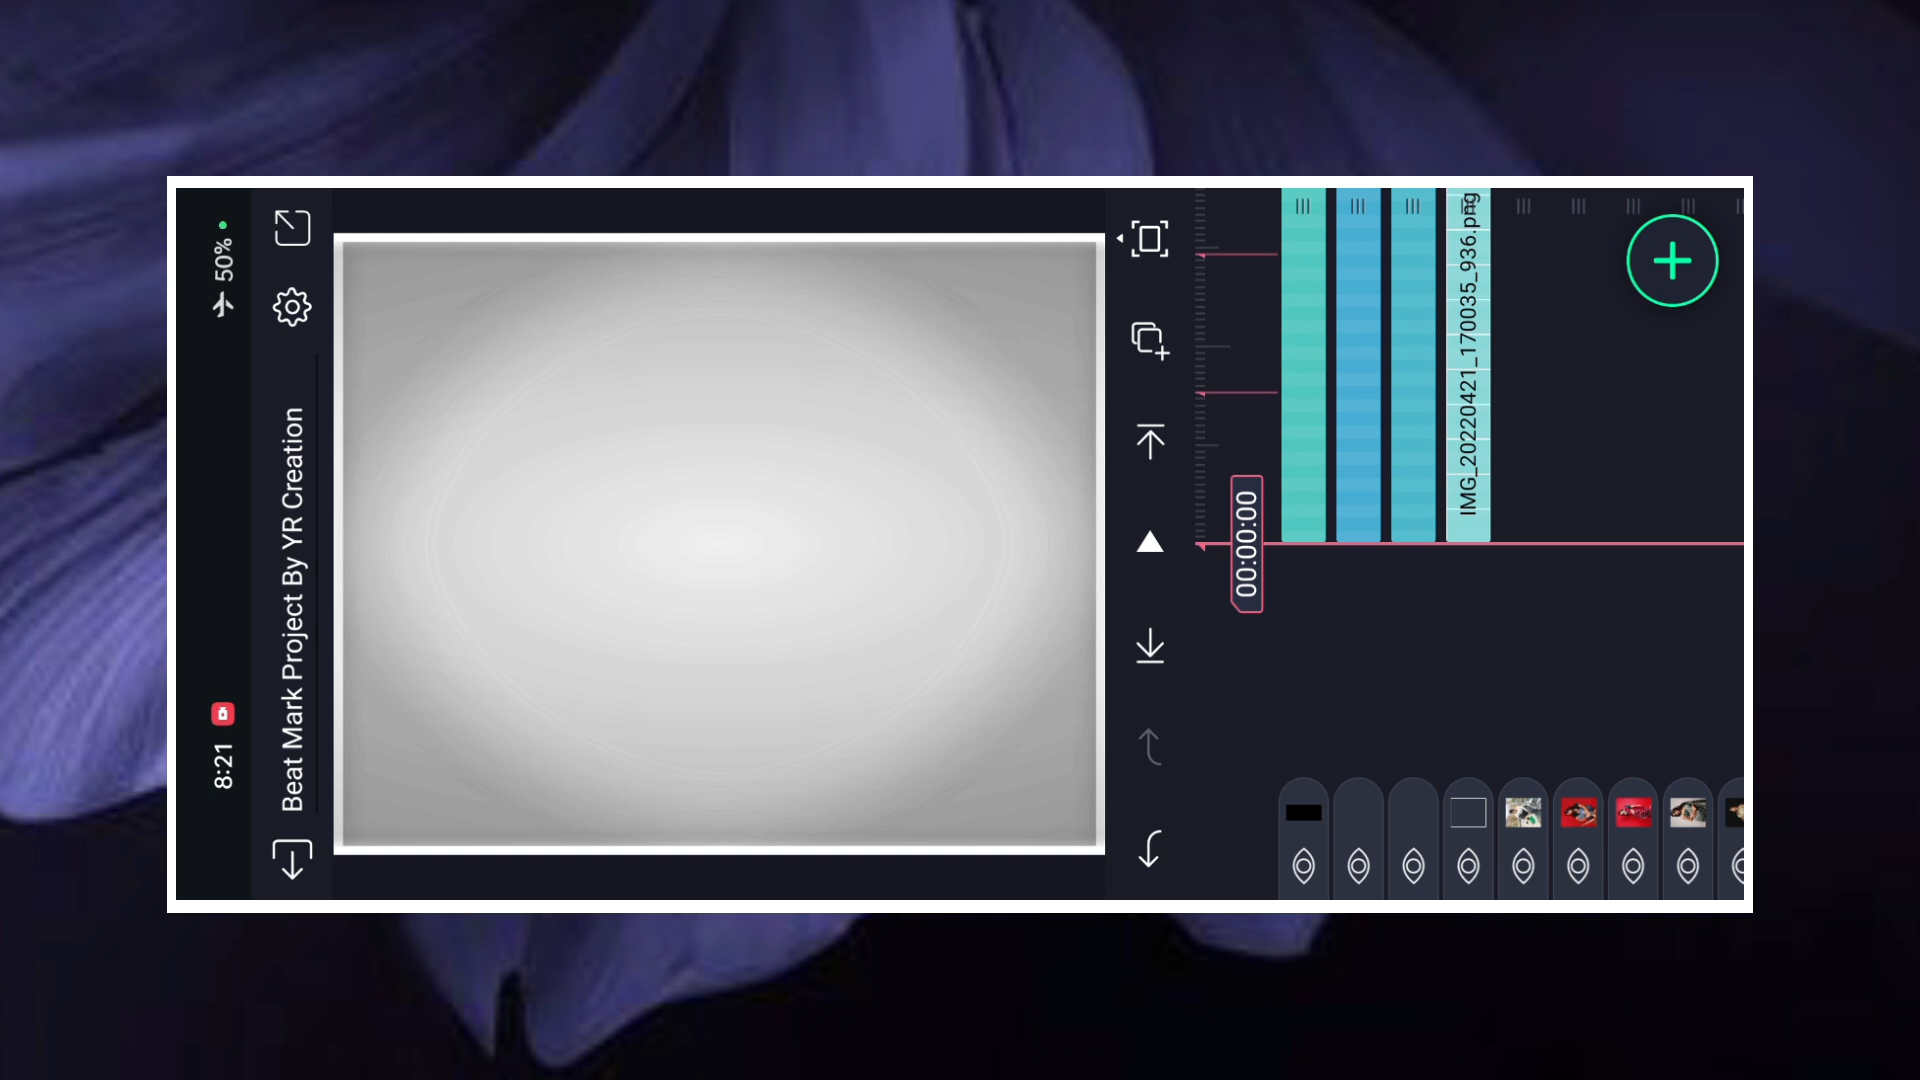 8:21
50%
Beat Mark Project By YR Creation
00:00:00
IMG_20220421_170035_936.png